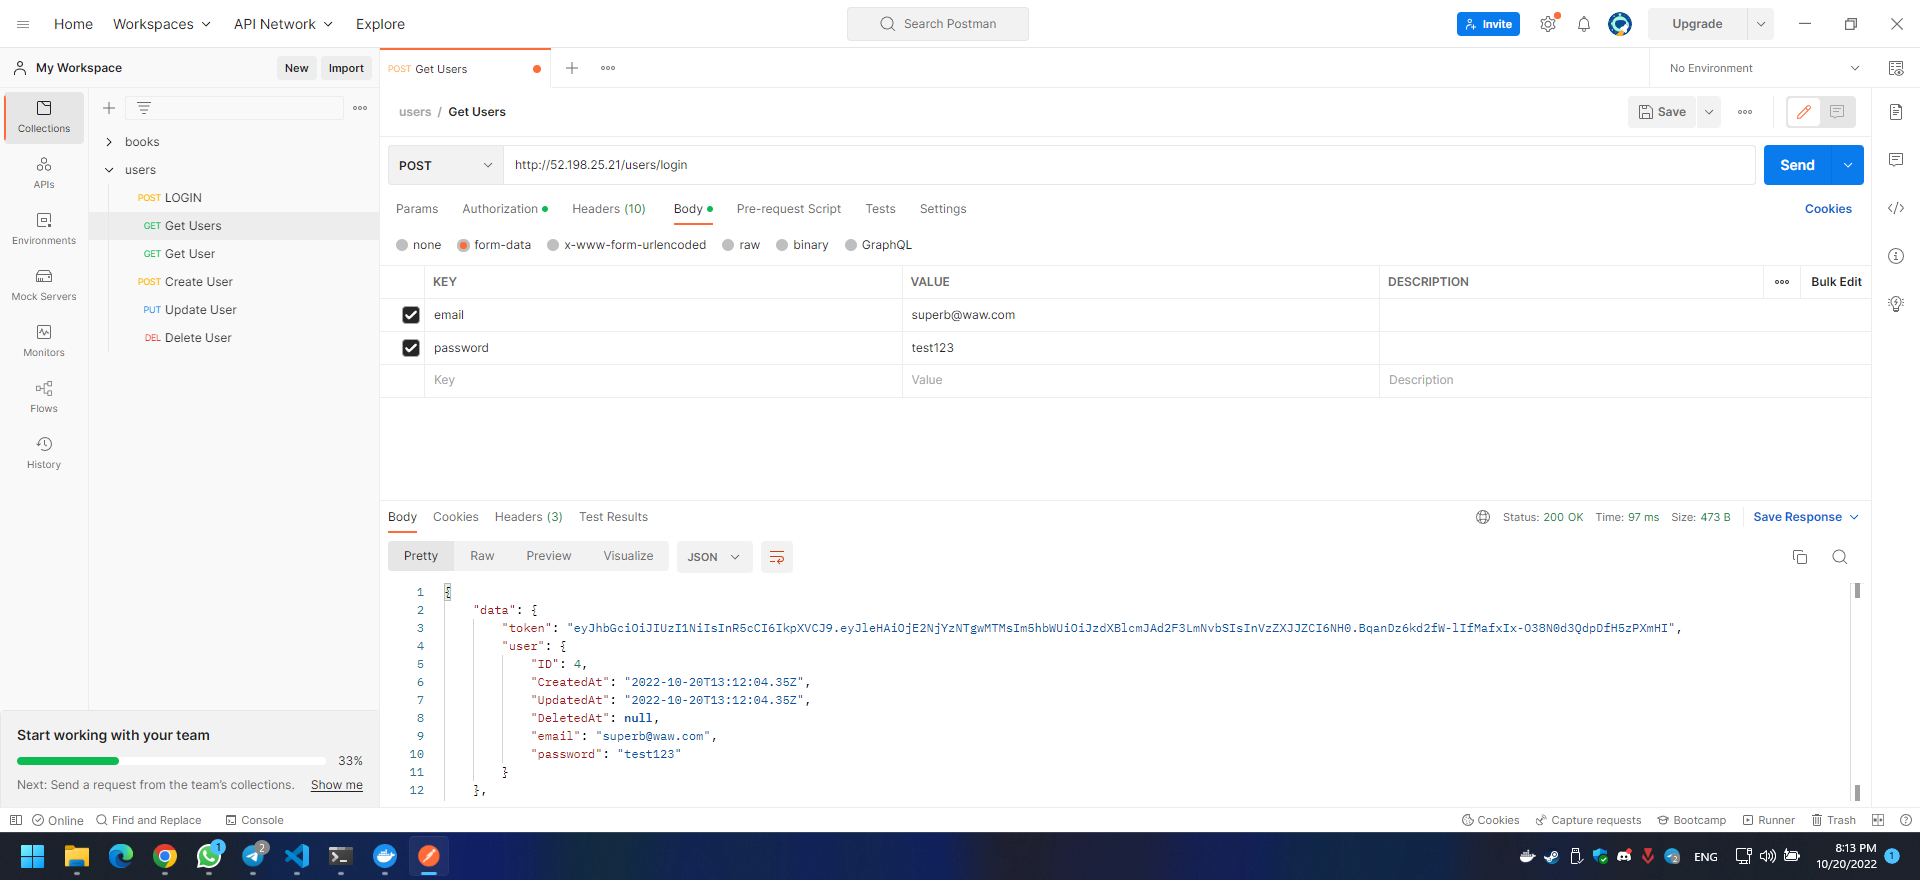 Home Workspaces API Network Explore Search Postman Invite Upgrade
My Workspace New Import POST Get Users No Environment
users / Get Users Save
Collections
APIs
Environments
Mock Servers
Monitors
Flows
History
books
users
POST LOGIN
GET Get Users
GET Get User
POST Create User
PUT Update User
DEL Delete User
POST http://52.198.25.21/users/login Send
Params Authorization Headers (10) Body Pre-request Script Tests Settings Cookies
none form-data x-www-form-urlencoded raw binary GraphQL
KEY VALUE DESCRIPTION Bulk Edit
email superb@waw.com
password test123
Key Value Description
Body Cookies Headers (3) Test Results Status: 200 OK Time: 97 ms Size: 473 B Save Response
Pretty Raw Preview Visualize JSON
1 {
2 "data": {
3 "token": "eyJhbGciOiJIUzI1NiIsInR5cCI6IkpXVCJ9.eyJleHAiOjE2NjYzNTgwMTMsIm5hbWUiOiJzdXBlcmJAd2F3LmNvbSIsInVzZXJJZCI6NH0.BqanDz6kd2fW-lIfMafxIx-O38N0d3QdpDfH5zPXmHI",
4 "user": {
5 "ID": 4,
6 "CreatedAt": "2022-10-20T13:12:04.35Z",
7 "UpdatedAt": "2022-10-20T13:12:04.35Z",
8 "DeletedAt": null,
9 "email": "superb@waw.com",
10 "password": "test123"
11 }
12 },
Start working with your team
33%
Next: Send a request from the team's collections. Show me
Online Find and Replace Console Cookies Capture requests Bootcamp Runner Trash
1 2 2 ENG 8:13 PM 1
10/20/2022